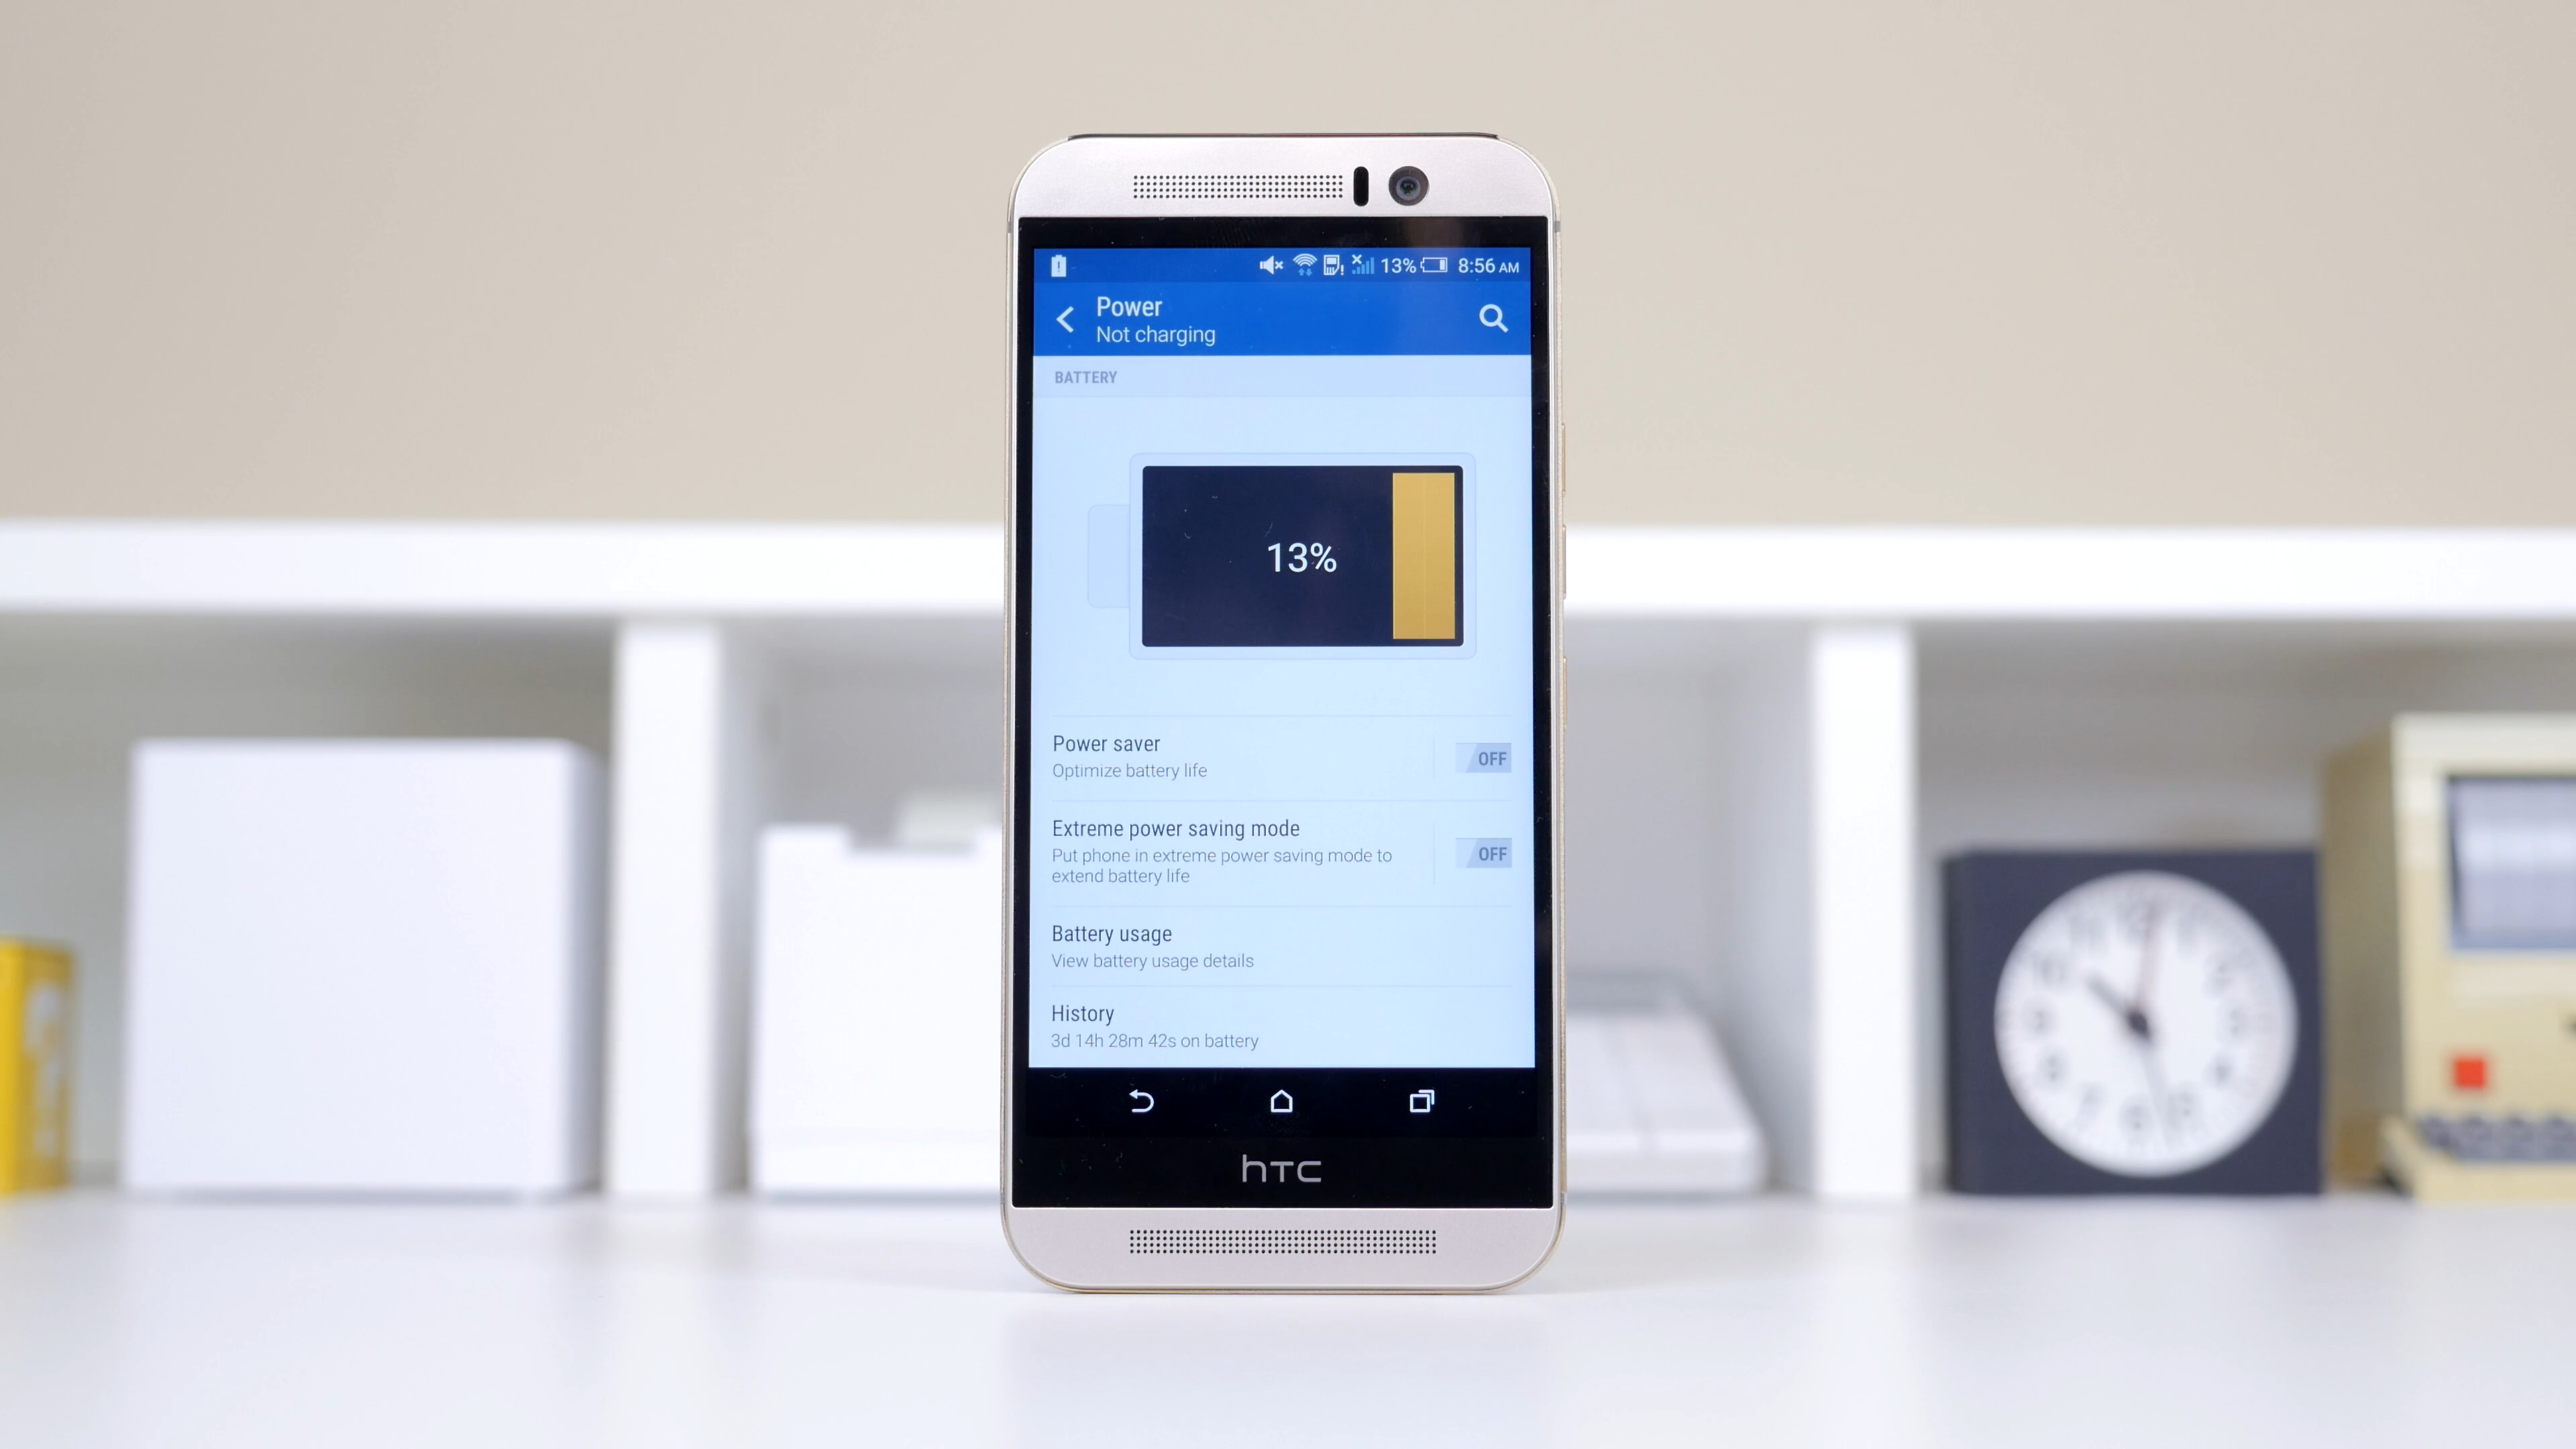 13% 8:56 AM
Power
Not charging
BATTERY
13%
Power saver
Optimize battery life
OFF
Extreme power saving mode
Put phone in extreme power saving mode to
extend battery life
OFF
Battery usage
View battery usage details
History
3d 14h 28m 42s on battery
hTC